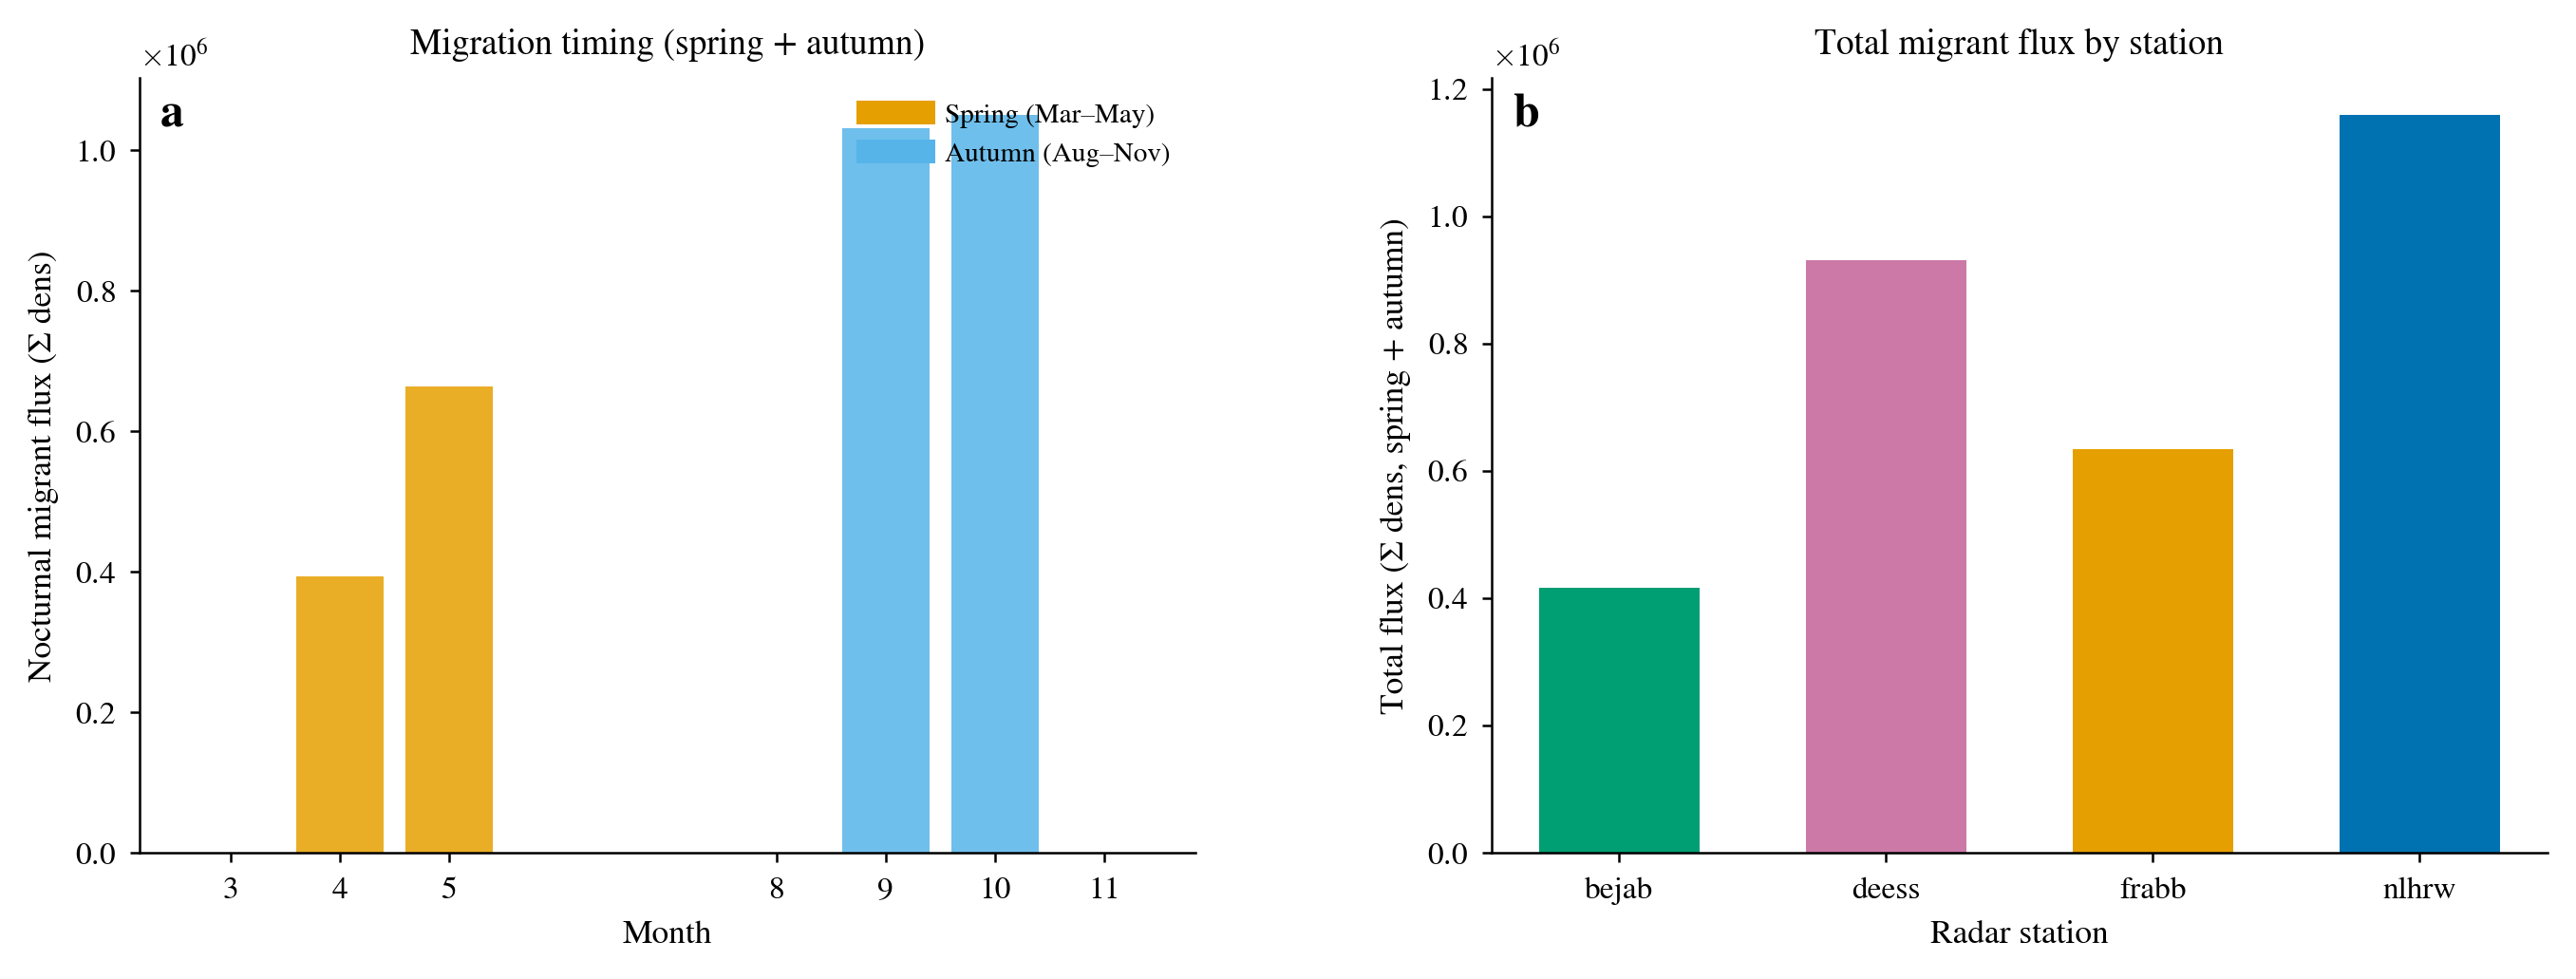 Migration timing (spring + autumn)
×10⁶
a
Spring (Mar–May)
Autumn (Aug–Nov)
1.0
0.8
0.6
0.4
0.2
0.0
Nocturnal migrant flux (Σ dens)
3 4 5 8 9 10 11
Month
Total migrant flux by station
×10⁶
b
1.2
1.0
0.8
0.6
0.4
0.2
0.0
Total flux (Σ dens, spring + autumn)
bejab deess frabb nlhrw
Radar station